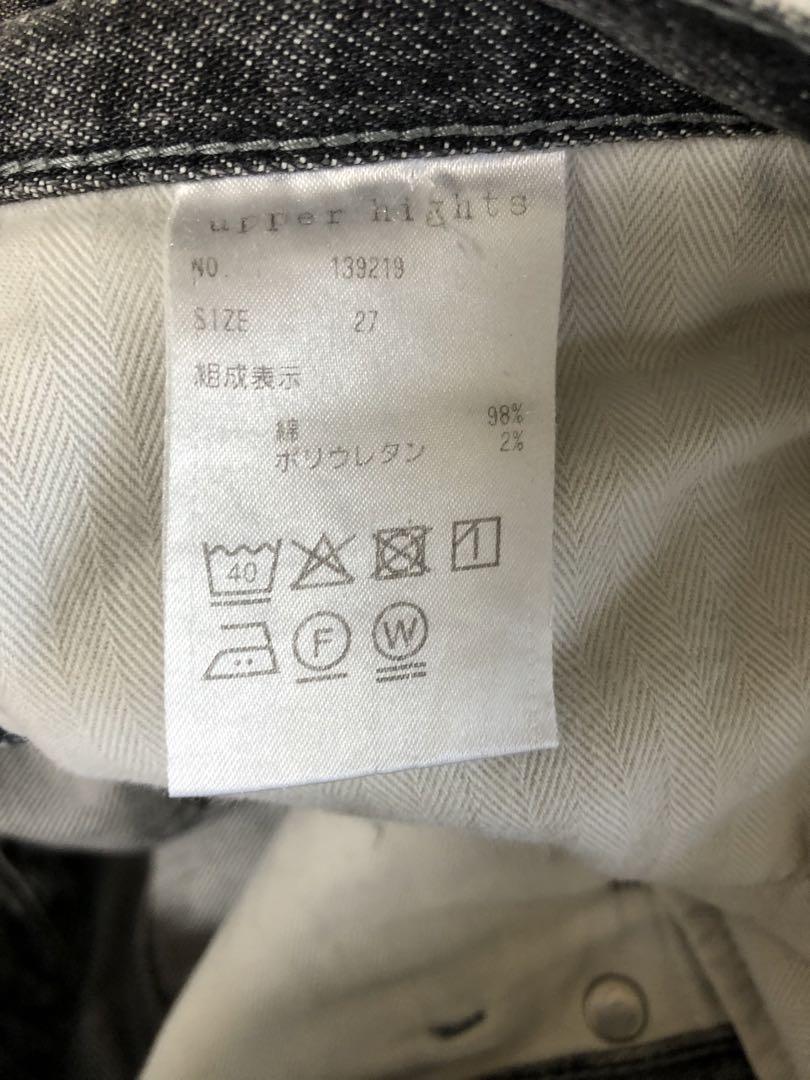 upper hights
NO. 139219
SIZE 27
組成表示
綿 98%
ポリウレタン 2%
40
F W